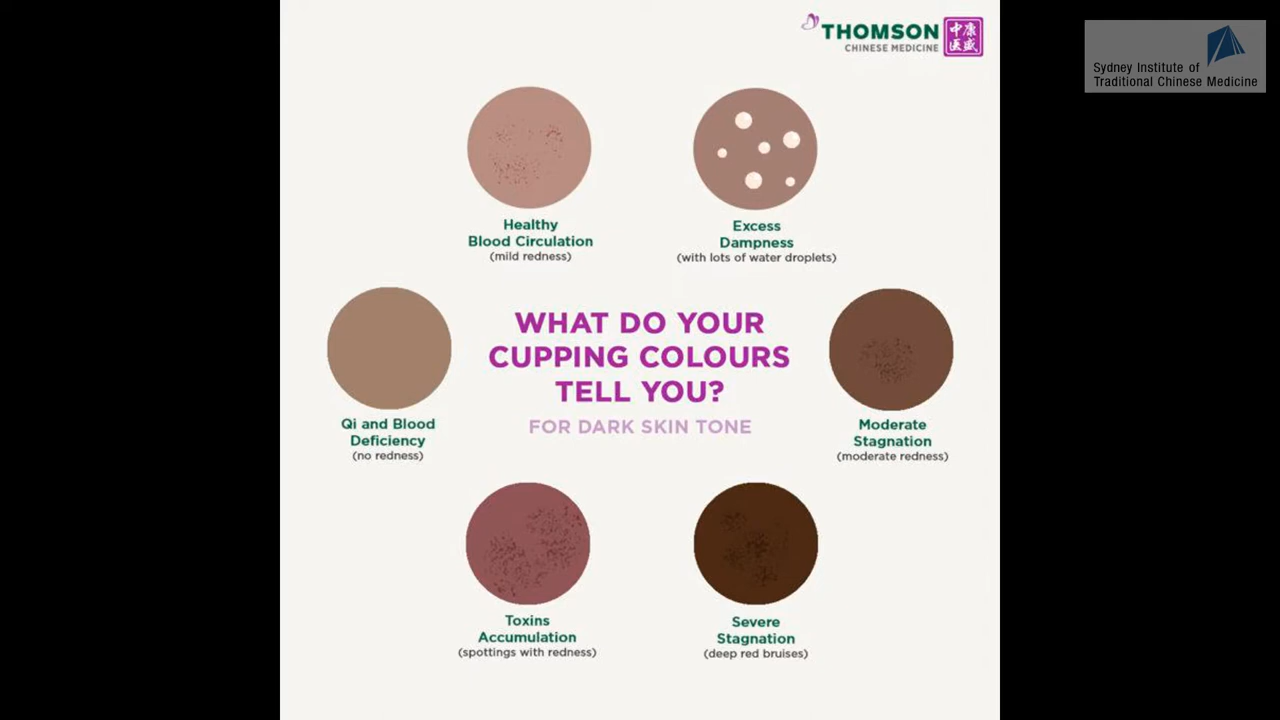 THOMSON
CHINESE MEDICINE
中康
医盛
Sydney Institute of
Traditional Chinese Medicine
Healthy
Blood Circulation
(mild redness)
Excess
Dampness
(with lots of water droplets)
WHAT DO YOUR
CUPPING COLOURS
TELL YOU?
FOR DARK SKIN TONE
Qi and Blood
Deficiency
(no redness)
Moderate
Stagnation
(moderate redness)
Toxins
Accumulation
(spottings with redness)
Severe
Stagnation
(deep red bruises)